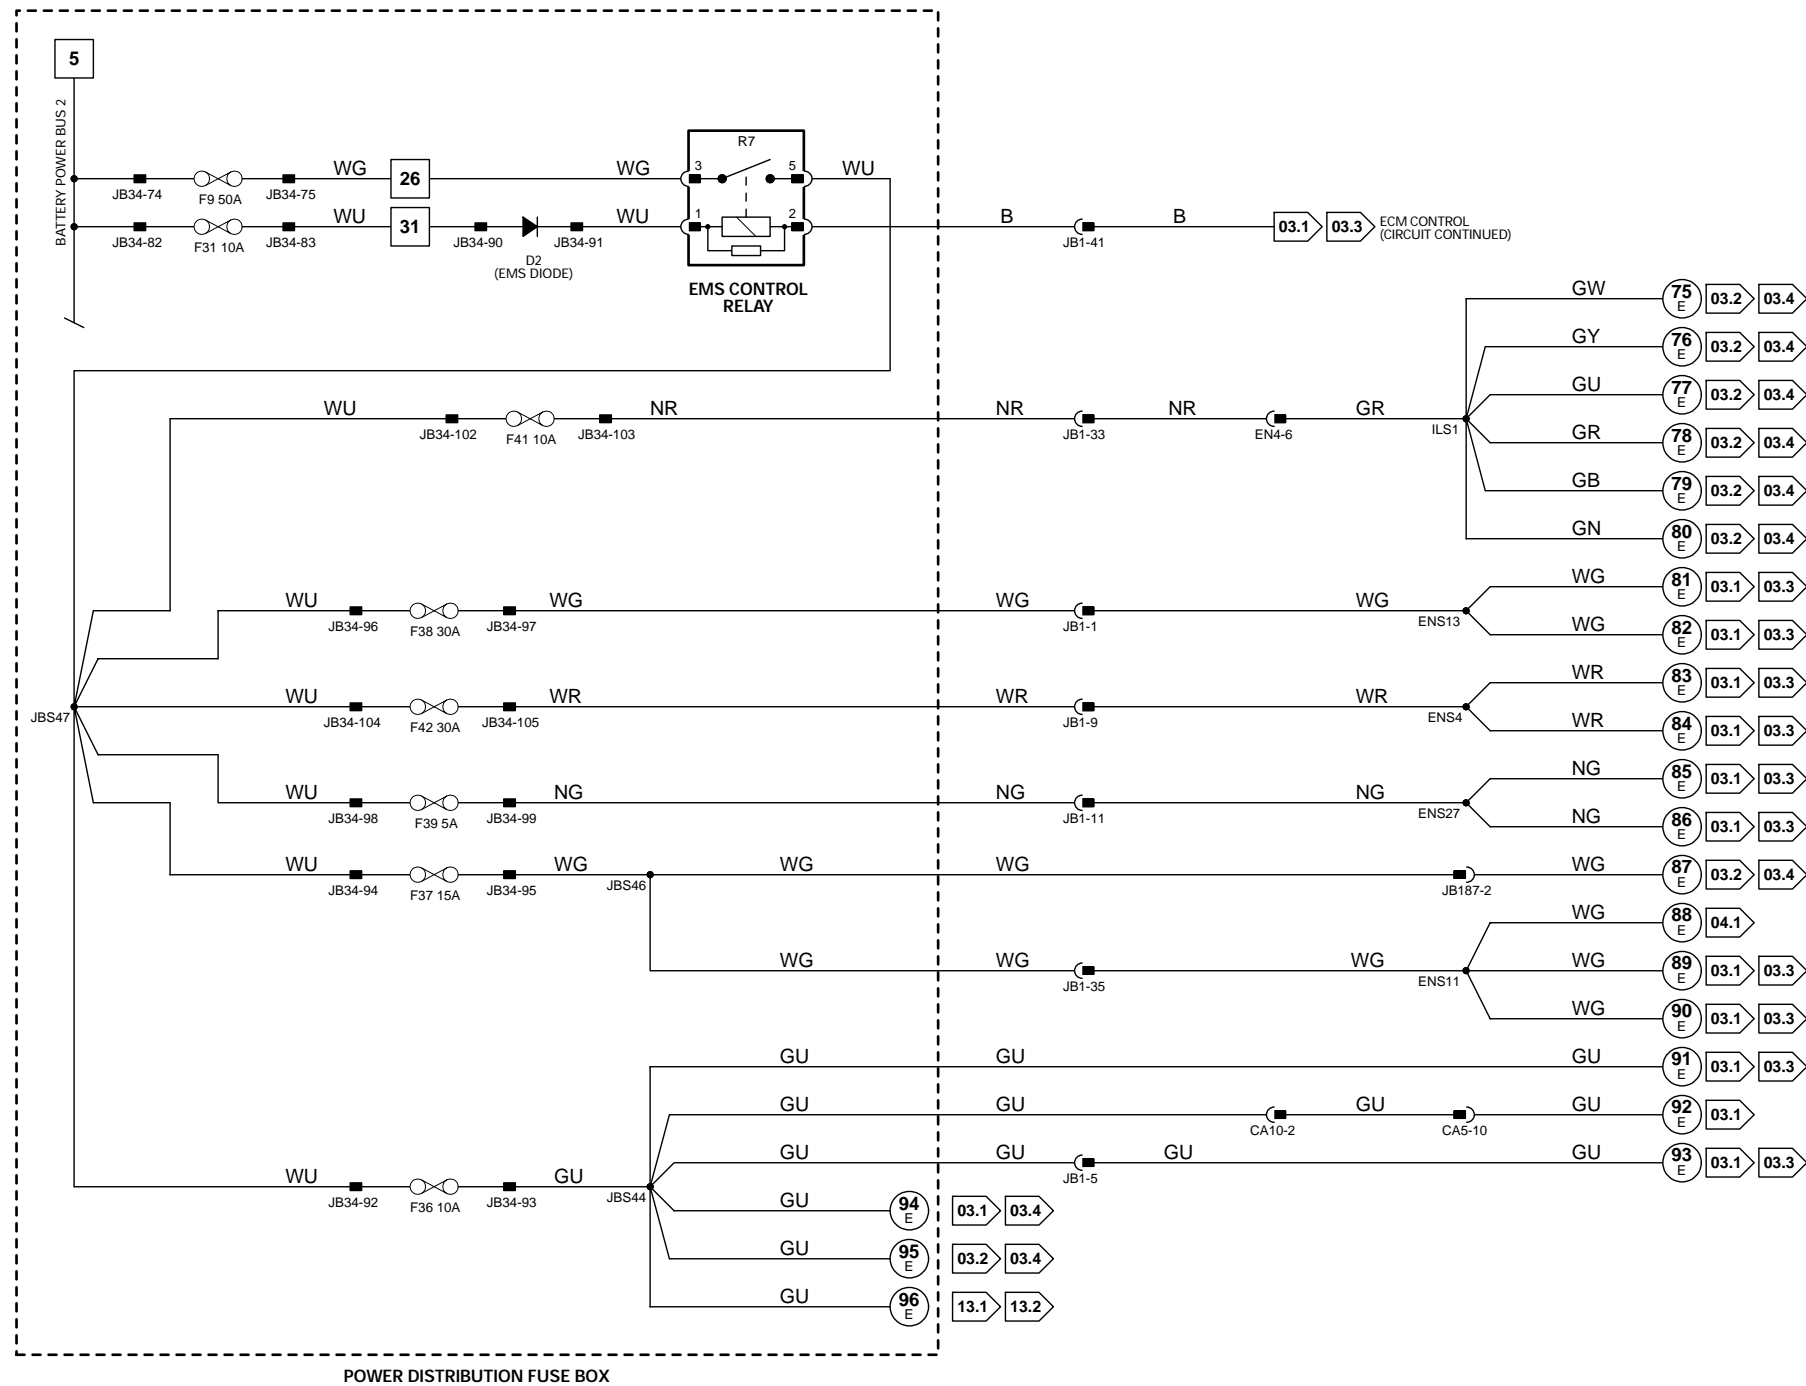 5
BATTERY POWER BUS 2
JB34-74
F9 50A
JB34-75
WG
26
WG
R7
3
5
WU
JB34-82
F31 10A
JB34-83
WU
31
JB34-90
D2
(EMS DIODE)
JB34-91
WU
1
2
EMS CONTROL
RELAY
B
JB1-41
B
03.1
03.3
ECM CONTROL
(CIRCUIT CONTINUED)
GW
75
E
03.2
03.4
GY
76
E
03.2
03.4
GU
77
E
03.2
03.4
WU
JB34-102
F41 10A
JB34-103
NR
NR
JB1-33
NR
EN4-6
GR
ILS1
GR
78
E
03.2
03.4
GB
79
E
03.2
03.4
GN
80
E
03.2
03.4
WU
JB34-96
F38 30A
JB34-97
WG
WG
JB1-1
WG
ENS13
WG
81
E
03.1
03.3
WG
82
E
03.1
03.3
JBS47
WU
JB34-104
F42 30A
JB34-105
WR
WR
JB1-9
WR
ENS4
WR
83
E
03.1
03.3
WR
84
E
03.1
03.3
WU
JB34-98
F39 5A
JB34-99
NG
NG
JB1-11
NG
ENS27
NG
85
E
03.1
03.3
NG
86
E
03.1
03.3
WU
JB34-94
F37 15A
JB34-95
WG
JBS46
WG
WG
JB187-2
WG
87
E
03.2
03.4
WG
88
E
04.1
WG
WG
JB1-35
WG
ENS11
WG
89
E
03.1
03.3
WG
90
E
03.1
03.3
GU
GU
GU
91
E
03.1
03.3
GU
GU
CA10-2
GU
CA5-10
GU
92
E
03.1
GU
GU
JB1-5
GU
GU
93
E
03.1
03.3
WU
JB34-92
F36 10A
JB34-93
GU
JBS44
GU
94
E
03.1
03.4
GU
95
E
03.2
03.4
GU
96
E
13.1
13.2
POWER DISTRIBUTION FUSE BOX